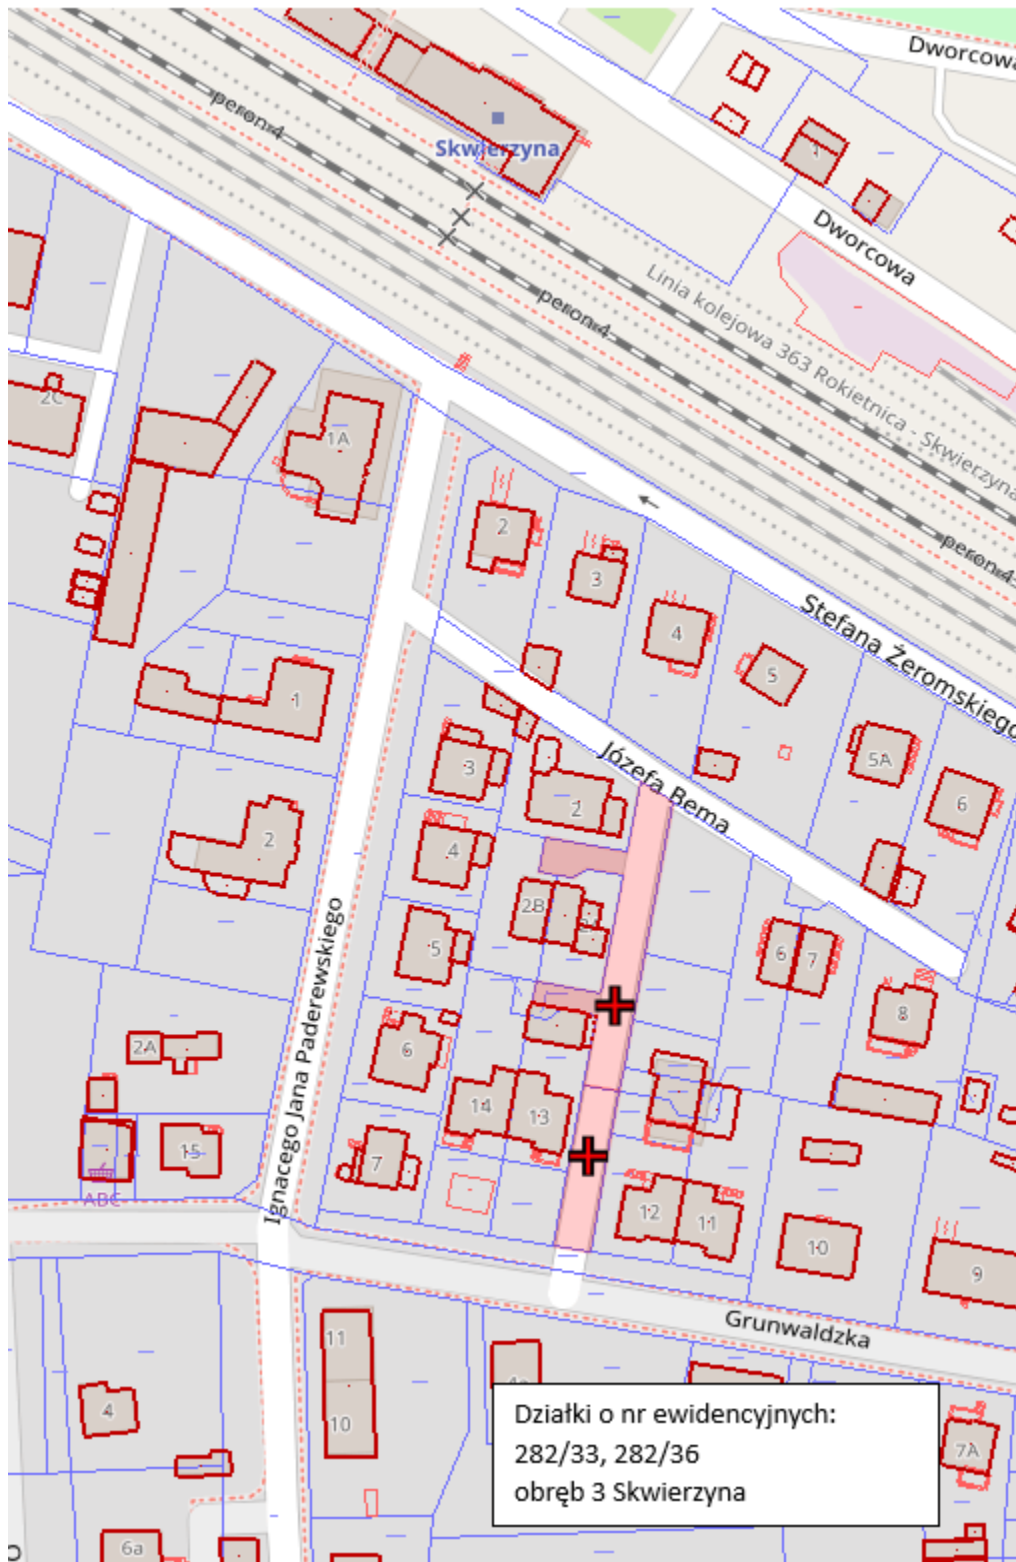 Dworcowa
peron 4
Skwierzyna
1
Dworcowa
Linia kolejowa 363 Rokietnica - Skwierzyna
peron 4
2C
1A
2
peron 4
3
Stefana Żeromskiego
4
5
1
Józefa Bema
3
5A
2
6
2
4
2B
5
6
7
8
Ignacego Jana Paderewskiego
2A
6
14
13
15
7
ABC
12
11
10
9
Grunwaldzka
11
4
10
Działki o nr ewidencyjnych:
282/33, 282/36
obręb 3 Skwierzyna
7A
6a